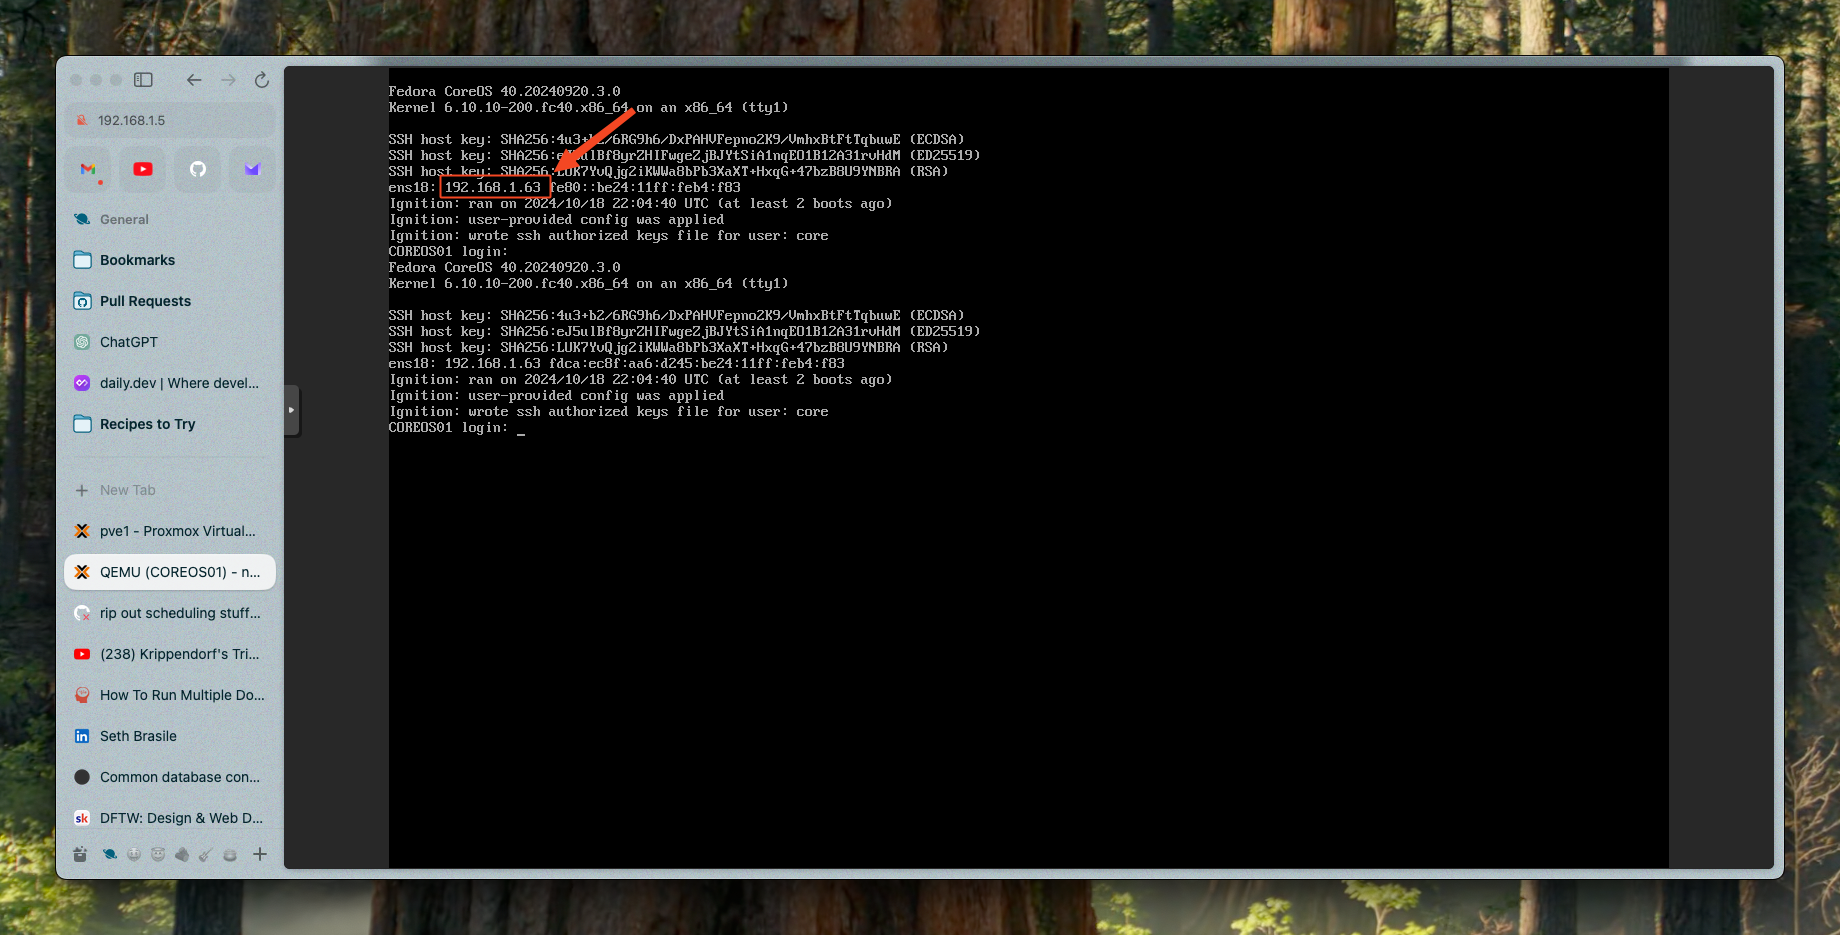 192.168.1.5
General
Bookmarks
Pull Requests
ChatGPT
daily.dev | Where devel...
Recipes to Try
New Tab
pve1 - Proxmox Virtual...
QEMU (COREOS01) - n...
rip out scheduling stuff...
(238) Krippendorf's Tri...
How To Run Multiple Do...
Seth Brasile
Common database con...
DFTW: Design & Web D...
Fedora CoreOS 40.20240920.3.0
Kernel 6.10.10-200.fc40.x86_64 on an x86_64 (tty1)
SSH host key: SHA256:4u3+b2/6RG9h6/DxPAHVFepno2K9/VmhxBtFtTqbuwE (ECDSA)
SSH host key: SHA256:eJ5ulBf8yrZHIFwgeZjBJYtSiA1nqEO1B12A31rvHdM (ED25519)
SSH host key: SHA256:LUK7YvQjg2iKWWa8bPb3XaXT+HxqG+47bzB8U9YNBRA (RSA)
ens18: 192.168.1.63 fe80::be24:11ff:feb4:f83
Ignition: ran on 2024/10/18 22:04:40 UTC (at least 2 boots ago)
Ignition: user-provided config was applied
Ignition: wrote ssh authorized keys file for user: core
COREOS01 login:
Fedora CoreOS 40.20240920.3.0
Kernel 6.10.10-200.fc40.x86_64 on an x86_64 (tty1)
SSH host key: SHA256:4u3+b2/6RG9h6/DxPAHVFepno2K9/VmhxBtFtTqbuwE (ECDSA)
SSH host key: SHA256:eJ5ulBf8yrZHIFwgeZjBJYtSiA1nqEO1B12A31rvHdM (ED25519)
SSH host key: SHA256:LUK7YvQjg2iKWWa8bPb3XaXT+HxqG+47bzB8U9YNBRA (RSA)
ens18: 192.168.1.63 fdca:ec8f:aa6:d245:be24:11ff:feb4:f83
Ignition: ran on 2024/10/18 22:04:40 UTC (at least 2 boots ago)
Ignition: user-provided config was applied
Ignition: wrote ssh authorized keys file for user: core
COREOS01 login: _